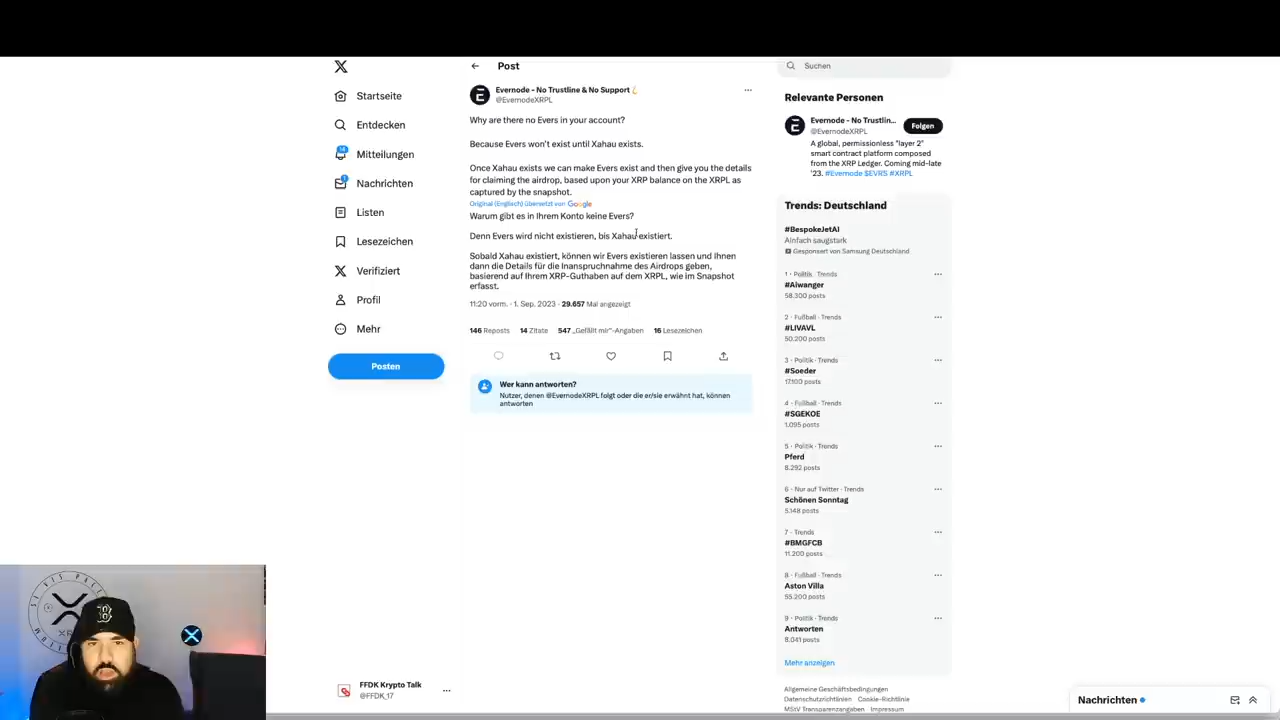 Startseite
Entdecken
14
Mitteilungen
1
Nachrichten
Listen
Lesezeichen
Verifiziert
Profil
Mehr
Posten
FFDK Krypto Talk
@FFDK_17
Post
Evernode - No Trustline & No Support
@EvernodeXRPL
Why are there no Evers in your account?
Because Evers won't exist until Xahau exists.
Once Xahau exists we can make Evers exist and then give you the details
for claiming the airdrop, based upon your XRP balance on the XRPL as
captured by the snapshot.
Original (Englisch) übersetzt von Google
Warum gibt es in Ihrem Konto keine Evers?
Denn Evers wird nicht existieren, bis Xahau existiert.
Sobald Xahau existiert, können wir Evers existieren lassen und Ihnen
dann die Details für die Inanspruchnahme des Airdrops geben,
basierend auf Ihrem XRP-Guthaben auf dem XRPL, wie im Snapshot
erfasst.
11:20 vorm. · 1. Sep. 2023 · 29.657 Mal angezeigt
146 Reposts 14 Zitate 547 „Gefällt mir“-Angaben 16 Lesezeichen
Wer kann antworten?
Nutzer, denen @EvernodeXRPL folgt oder die er/sie erwähnt hat, können
antworten
Suchen
Relevante Personen
Evernode - No Trustlin...
@EvernodeXRPL
Folgen
A global, permissionless "layer 2"
smart contract platform composed
from the XRP Ledger. Coming mid-late
'23. #Evernode $EVRS #XRPL
Trends: Deutschland
#BespokeJetAI
Ainfach saugstark
Gesponsert von Samsung Deutschland
1 · Politik · Trends
#Aiwanger
58.300 posts
2 · Fußball · Trends
#LIVAVL
50.200 posts
3 · Politik · Trends
#Soeder
17.100 posts
4 · Fußball · Trends
#SGEKOE
1.095 posts
5 · Politik · Trends
Pferd
8.292 posts
6 · Nur auf Twitter · Trends
Schönen Sonntag
5.148 posts
7 · Trends
#BMGFCB
11.200 posts
8 · Fußball · Trends
Aston Villa
55.200 posts
9 · Politik · Trends
Antworten
8.041 posts
Mehr anzeigen
Allgemeine Geschäftsbedingungen
Datenschutzrichtlinien Cookie-Richtlinie
MStV Transparenzangaben Impressum
Nachrichten